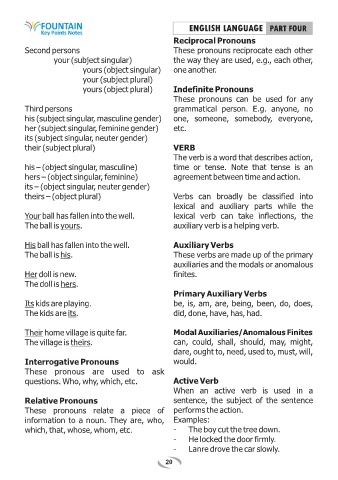 FOUNTAIN
Key Points Notes
ENGLISH LANGUAGE PART FOUR
Second persons
your (subject singular)
yours (object singular)
your (subject plural)
yours (object plural)
Third persons
his (subject singular, masculine gender)
her (subject singular, feminine gender)
its (subject singular, neuter gender)
their (subject plural)
his – (object singular, masculine)
hers – (object singular, feminine)
its – (object singular, neuter gender)
theirs – (object plural)
Your ball has fallen into the well.
The ball is yours.
His ball has fallen into the well.
The ball is his.
Her doll is new.
The doll is hers.
Its kids are playing.
The kids are its.
Their home village is quite far.
The village is theirs.
Interrogative Pronouns
These pronous are used to ask
questions. Who, why, which, etc.
Relative Pronouns
These pronouns relate a piece of
information to a noun. They are, who,
which, that, whose, whom, etc.
Reciprocal Pronouns
These pronouns reciprocate each other
the way they are used, e.g., each other,
one another.
Indefinite Pronouns
These pronouns can be used for any
grammatical person. E.g. anyone, no
one, someone, somebody, everyone,
etc.
VERB
The verb is a word that describes action,
time or tense. Note that tense is an
agreement between time and action.
Verbs can broadly be classified into
lexical and auxiliary parts while the
lexical verb can take inflections, the
auxiliary verb is a helping verb.
Auxiliary Verbs
These verbs are made up of the primary
auxiliaries and the modals or anomalous
finites.
Primary Auxiliary Verbs
be, is, am, are, being, been, do, does,
did, done, have, has, had.
Modal Auxiliaries/Anomalous Finites
can, could, shall, should, may, might,
dare, ought to, need, used to, must, will,
would.
Active Verb
When an active verb is used in a
sentence, the subject of the sentence
performs the action.
Examples:
- The boy cut the tree down.
- He locked the door firmly.
- Lanre drove the car slowly.
20